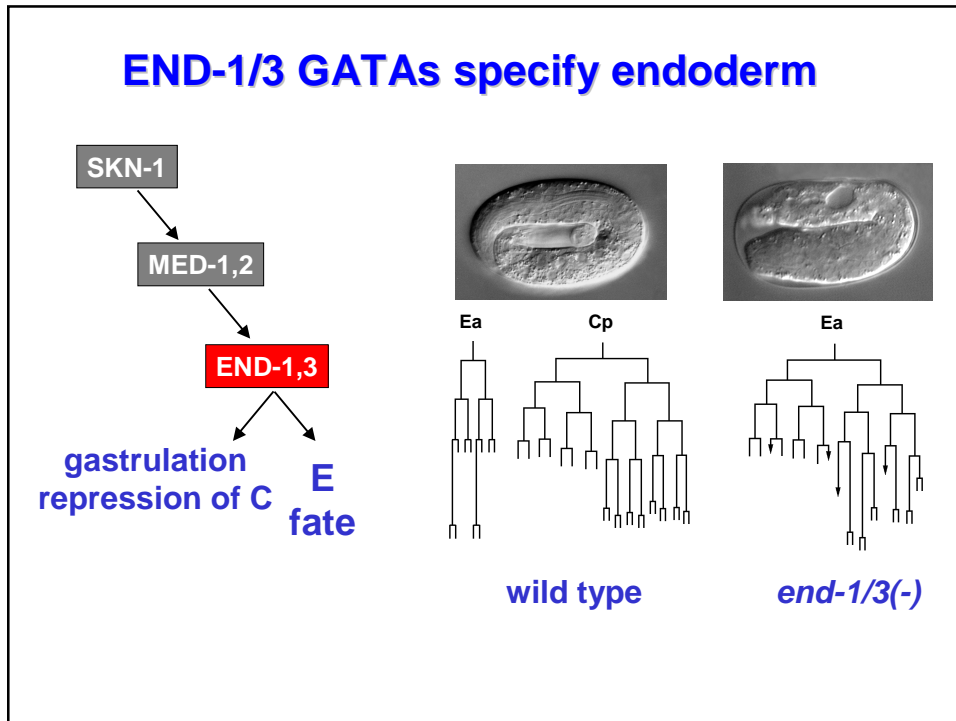 END-1/3 GATAs specify endoderm
SKN-1
MED-1,2
END-1,3
gastrulation
repression of C
E
fate
Ea
Cp
Ea
wild type
end-1/3(-)